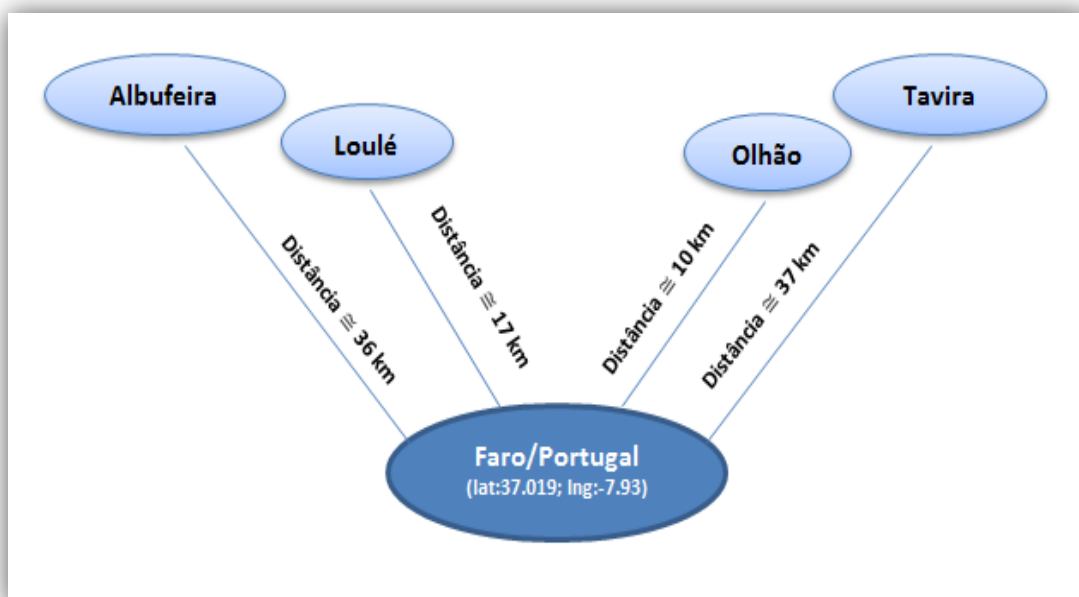 Albufeira
Loulé
Olhão
Tavira
Distância ≅ 36 km
Distância ≅ 17 km
Distância ≅ 10 km
Distância ≅ 37 km
Faro/Portugal
(lat:37.019; lng:-7.93)